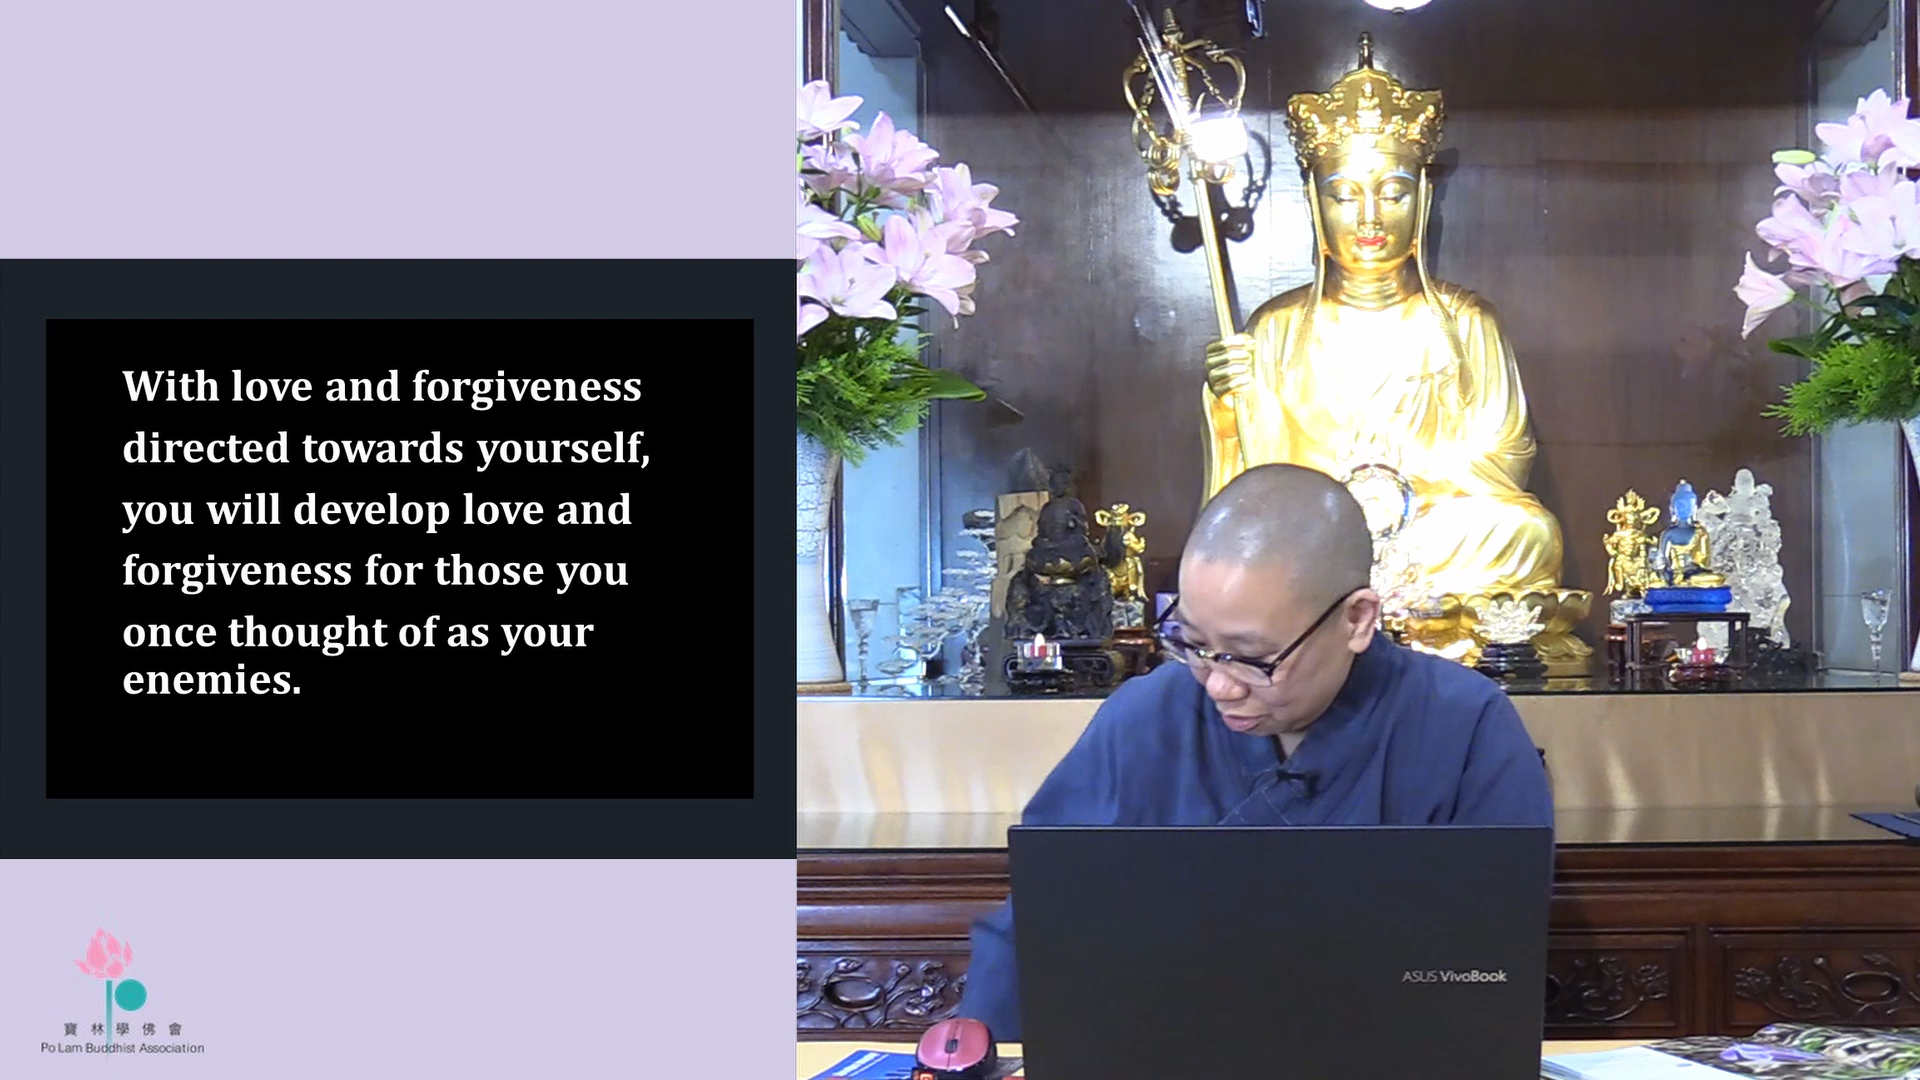 With love and forgiveness
directed towards yourself,
you will develop love and
forgiveness for those you
once thought of as your
enemies.
寶林學佛會
Po Lam Buddhist Association
ASUS VivoBook